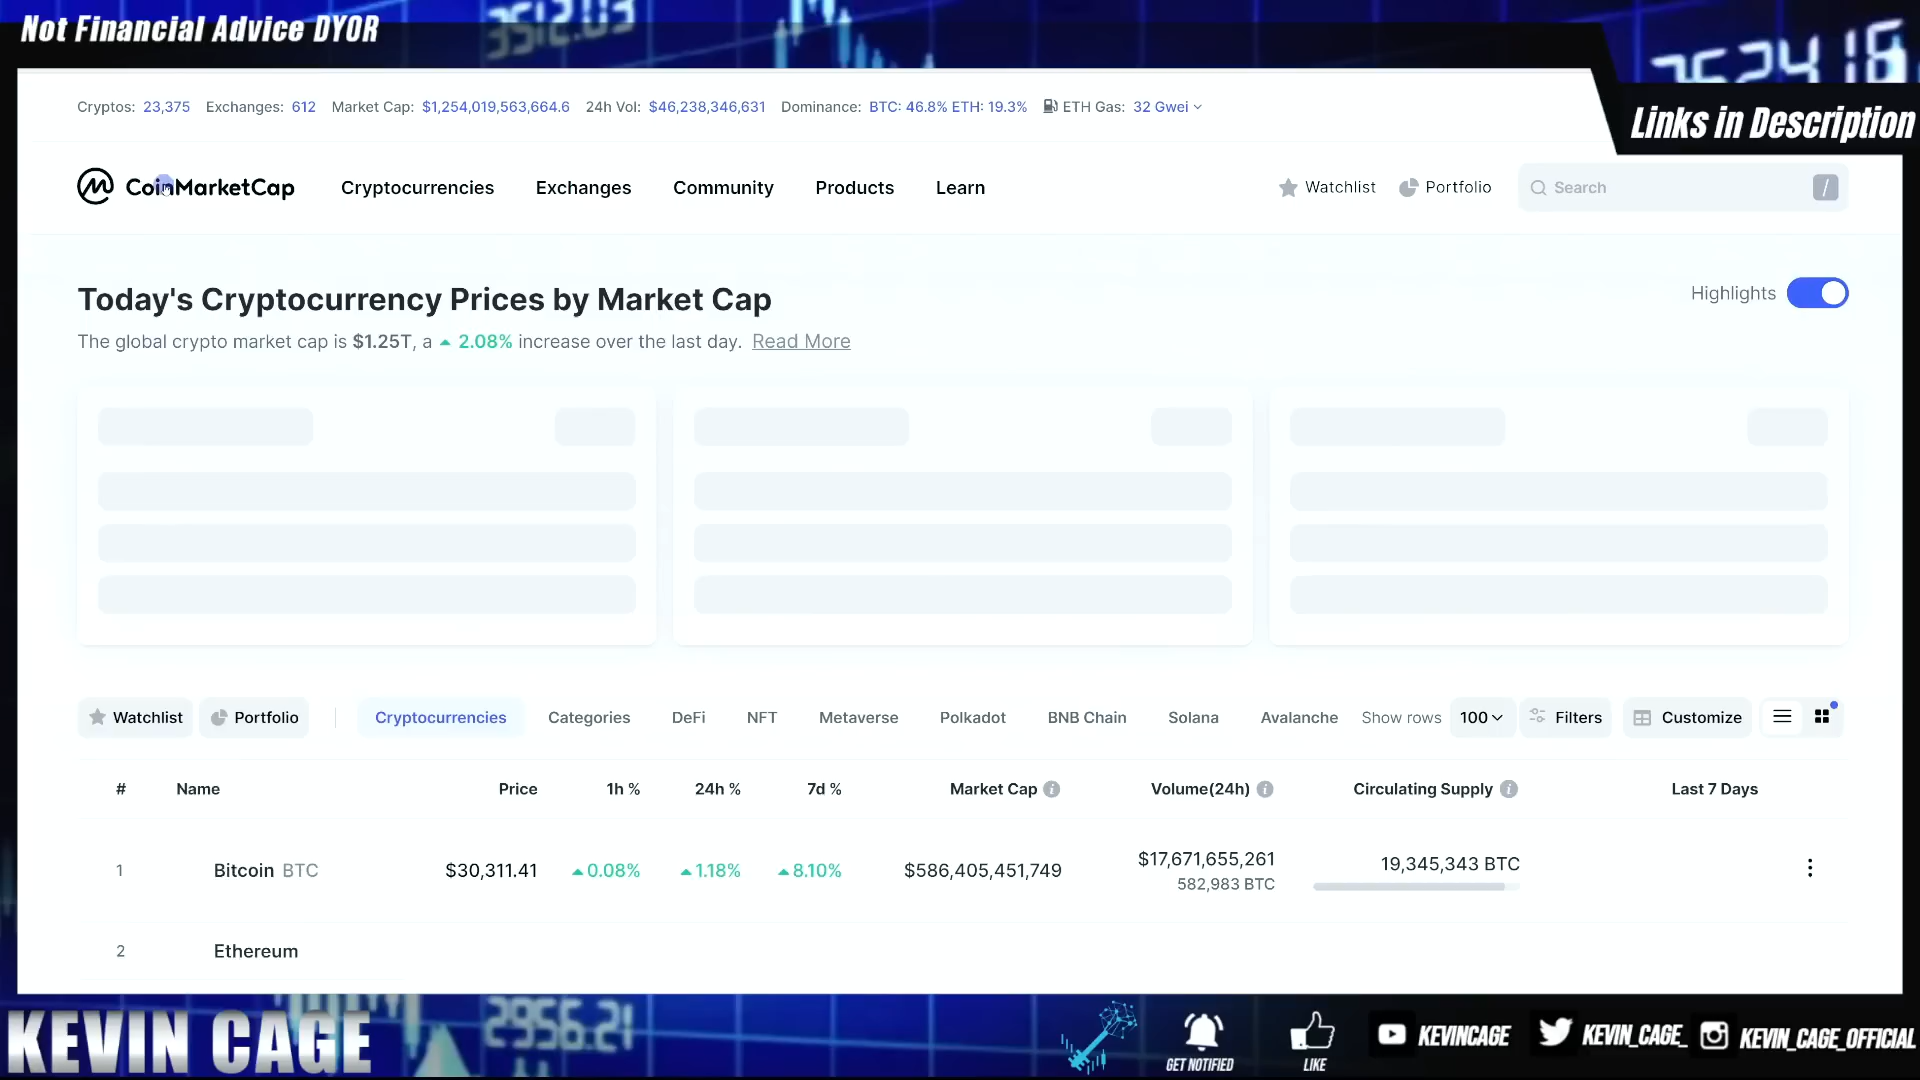 Not Financial Advice DYOR
3512.03
Links in Description
Cryptos: 23,375 Exchanges: 612 Market Cap: $1,254,019,563,664.6 24h Vol: $46,238,346,631 Dominance: BTC: 46.8% ETH: 19.3% ETH Gas: 32 Gwei
CoinMarketCap Cryptocurrencies Exchanges Community Products Learn Watchlist Portfolio Search /
Today's Cryptocurrency Prices by Market Cap Highlights
The global crypto market cap is $1.25T, a 2.08% increase over the last day. Read More
Watchlist Portfolio Cryptocurrencies Categories DeFi NFT Metaverse Polkadot BNB Chain Solana Avalanche Show rows 100 Filters Customize
# Name Price 1h % 24h % 7d % Market Cap Volume(24h) Circulating Supply Last 7 Days
1 Bitcoin BTC $30,311.41 0.08% 1.18% 8.10% $586,405,451,749 $17,671,655,261 19,345,343 BTC
582,983 BTC
2 Ethereum
KEVIN CAGE
2956.21
GET NOTIFIED
LIKE
KEVINCAGE
KEVIN_CAGE_
KEVIN_CAGE_OFFICIAL